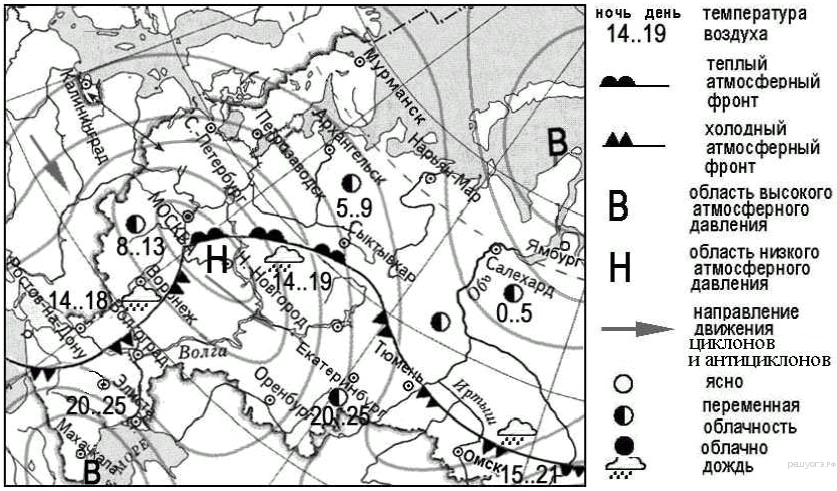 Калининград
Мурманск
С. Петербург
Петрозаводск
Архангельск
Нарьян-Мар
В
МОСКВА
5..9
8..13
Н
Сыктывкар
Ямбург
Салехард
Обь
Н. Новгород
14..19
Воронеж
0..5
Ростов-на-Дону
14..18
Волгоград
Волга
Екатеринбург
Тюмень
Иртыш
Элиста
Оренбург
20..25
20..25
Махачкала
МОРЕ
В
Омск
15..21
ночь день
14..19
температура
воздуха
теплый
атмосферный
фронт
холодный
атмосферный
фронт
В
область высокого
атмосферного
давления
Н
область низкого
атмосферного
давления
направление
движения
циклонов
и антициклонов
ясно
переменная
облачность
облачно
дождь
решуогэ.рф